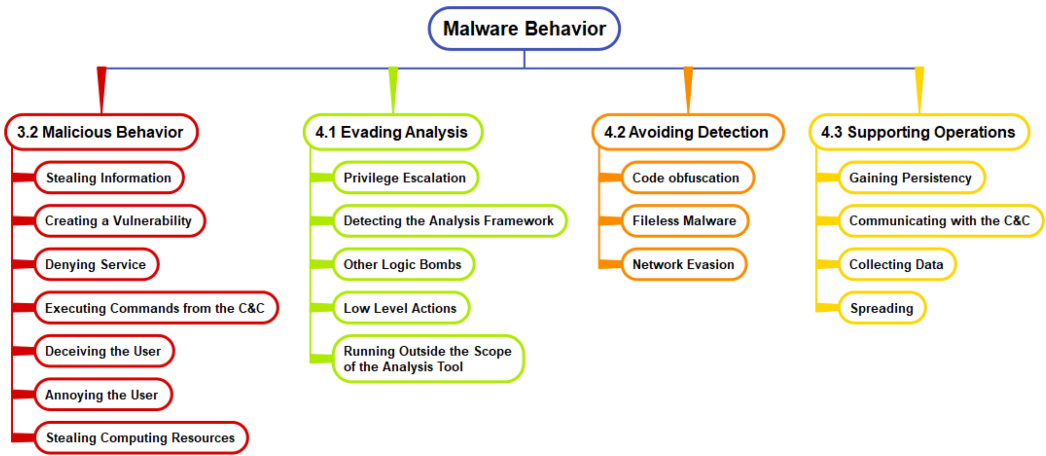 Malware Behavior
3.2 Malicious Behavior
Stealing Information
Creating a Vulnerability
Denying Service
Executing Commands from the C&C
Deceiving the User
Annoying the User
Stealing Computing Resources
4.1 Evading Analysis
Privilege Escalation
Detecting the Analysis Framework
Other Logic Bombs
Low Level Actions
Running Outside the Scope
of the Analysis Tool
4.2 Avoiding Detection
Code obfuscation
Fileless Malware
Network Evasion
4.3 Supporting Operations
Gaining Persistency
Communicating with the C&C
Collecting Data
Spreading